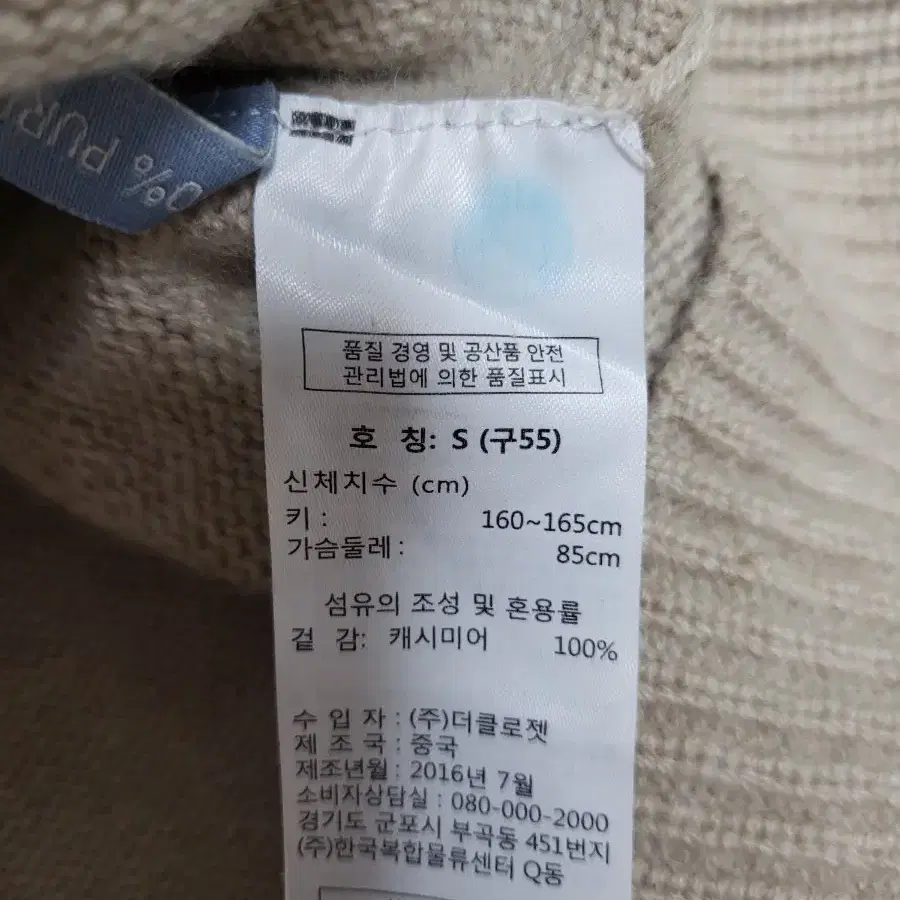 0% PUR
품질 경영 및 공산품 안전
관리법에 의한 품질표시
호 칭: S (구55)
신체치수 (cm)
키 : 160~165cm
가슴둘레 : 85cm
섬유의 조성 및 혼용률
겉 감: 캐시미어 100%
수 입 자 : (주)더클로젯
제 조 국 : 중국
제조년월 : 2016년 7월
소비자상담실 : 080-000-2000
경기도 군포시 부곡동 451번지
(주)한국복합물류센터 Q동